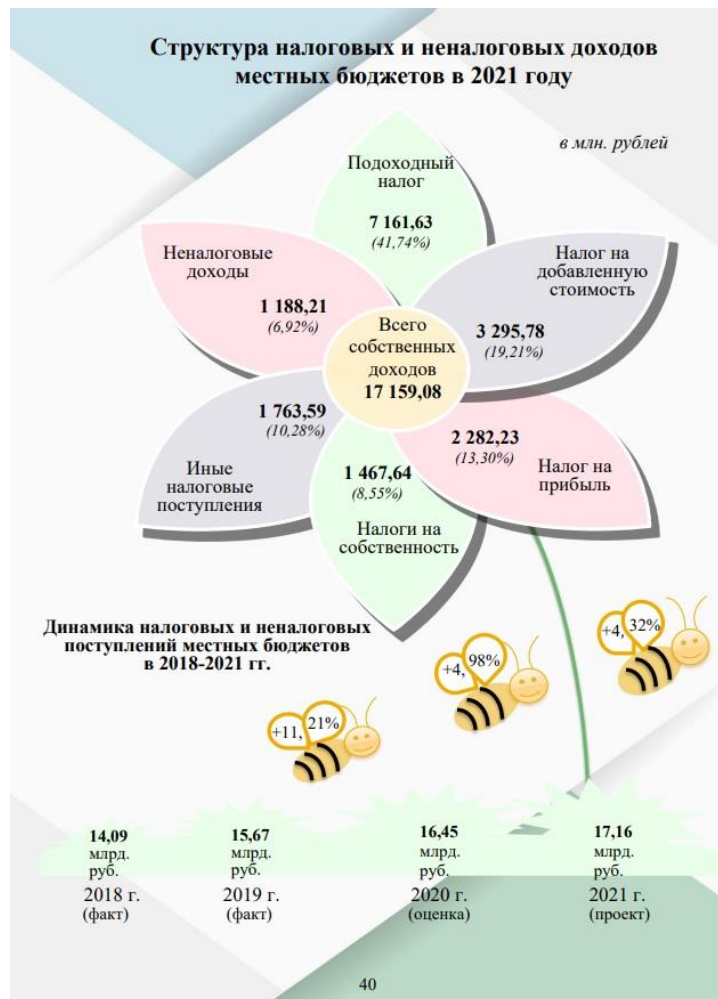 Структура налоговых и неналоговых доходов
местных бюджетов в 2021 году
в млн. рублей
Подоходный
налог
7 161,63
(41,74%)
Неналоговые
доходы
1 188,21
(6,92%)
Налог на
добавленную
стоимость
3 295,78
(19,21%)
Всего
собственных
доходов
17 159,08
1 763,59
(10,28%)
Иные
налоговые
поступления
1 467,64
(8,55%)
Налоги на
собственность
2 282,23
(13,30%)
Налог на
прибыль
Динамика налоговых и неналоговых
поступлений местных бюджетов
в 2018-2021 гг.
+11, 21%
+4, 98%
+4, 32%
14,09
млрд.
руб.
2018 г.
(факт)
15,67
млрд.
руб.
2019 г.
(факт)
16,45
млрд.
руб.
2020 г.
(оценка)
17,16
млрд.
руб.
2021 г.
(проект)
40